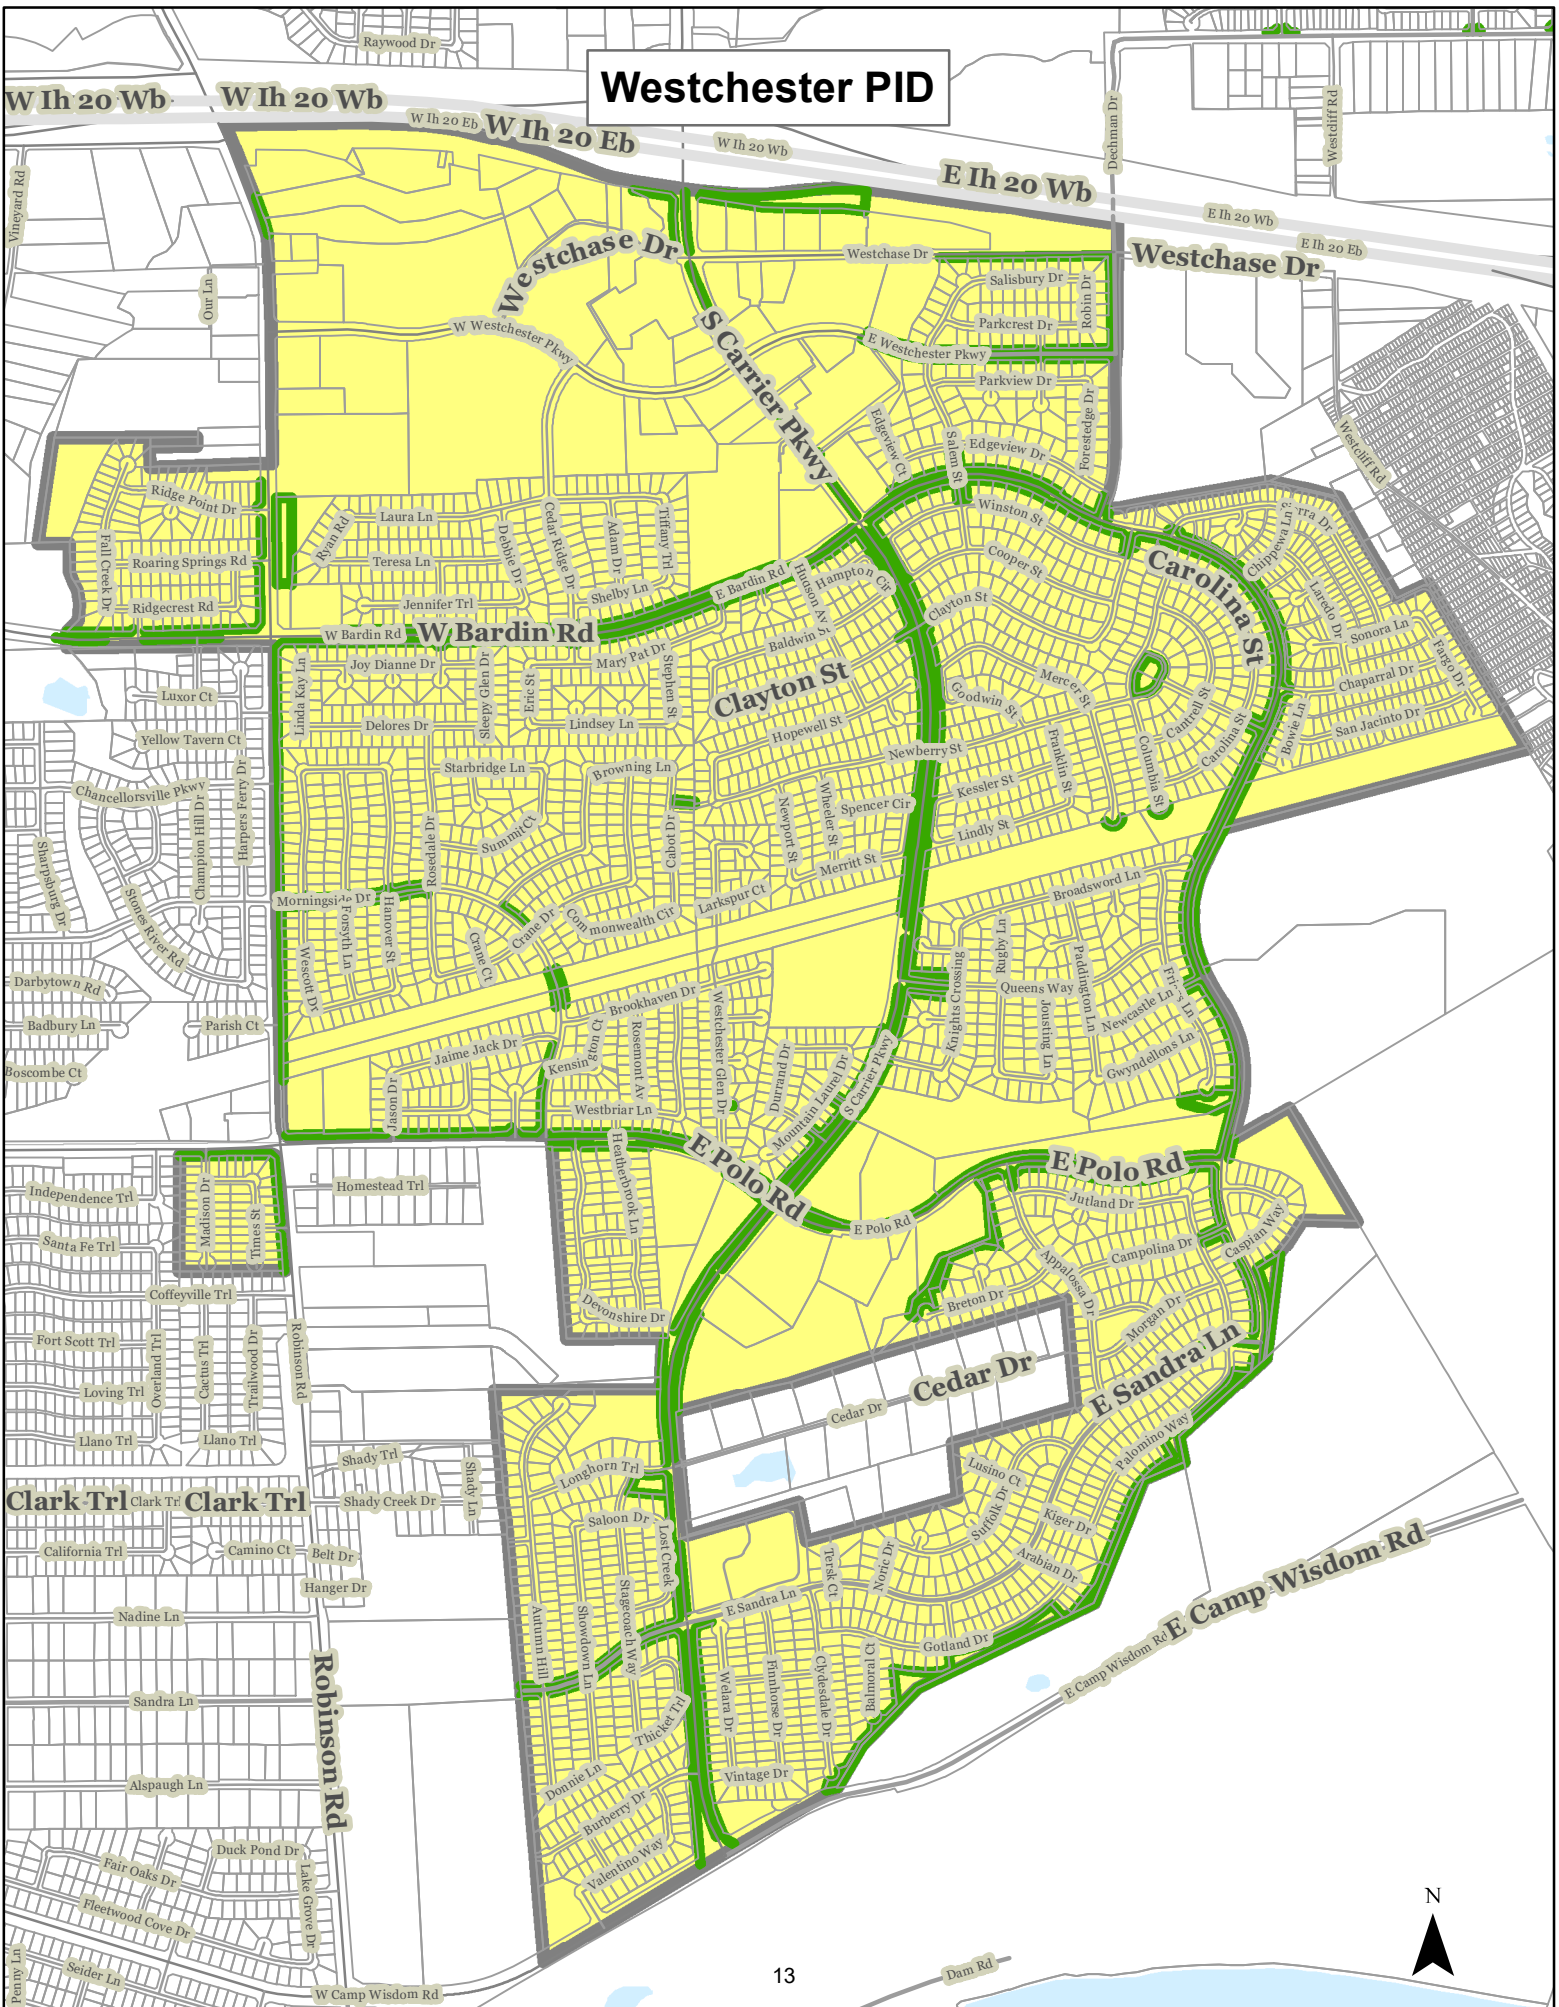 Raywood Dr
Westchester PID
W Ih 20 Wb
W Ih 20 Wb
W Ih 20 Eb
W Ih 20 Eb
W Ih 20 Wb
E Ih 20 Wb
E Ih 20 Wb
E Ih 20 Eb
Dechman Dr
Westcliff Rd
Vineyard Rd
Our Ln
Westchase Dr
Westchase Dr
Westchase Dr
Salisbury Dr
Robin Dr
Parkcrest Dr
W Westchester Pkwy
S Carrier Pkwy
E Westchester Pkwy
Parkview Dr
Forestedge Dr
Edgeview Ct
Salem St
Edgeview Dr
Westcliff Rd
Ridge Point Dr
Fall Creek Dr
Roaring Springs Rd
Ridgecrest Rd
Ryan Rd
Laura Ln
Teresa Ln
Debbie Dr
Cedar Ridge Dr
Adam Dr
Tiffany Trl
Jennifer Trl
Shelby Ln
Winston St
Cooper St
Carolina St
Chippewa Ln
Laredo Dr
Sonora Ln
Fargo Dr
Chaparral Dr
San Jacinto Dr
Bowie Ln
E Bardin Rd
Hudson Av
Hampton Cir
Clayton St
Baldwin St
W Bardin Rd
W Bardin Rd
Linda Kay Ln
Joy Dianne Dr
Sleepy Glen Dr
Eric St
Mary Pat Dr
Stephen St
Clayton St
Delores Dr
Lindsey Ln
Hopewell St
Goodwin St
Mercer St
Cantrell St
Carolina St
Luxor Ct
Yellow Tavern Ct
Newberry St
Franklin St
Columbia St
Chancellorsville Pkwy
Champion Hill Dr
Harpers Ferry Dr
Starbridge Ln
Browning Ln
Summit Ct
Rosedale Dr
Cabot Dr
Newport St
Wheeler St
Spencer Cir
Kessler St
Lindly St
Merritt St
Sharpsburg Dr
Stones River Rd
Morningside Dr
Forsyth Ln
Hanover St
Wescott Dr
Crane Ct
Crane Dr
Commonwealth Cir
Larkspur Ct
Broadsword Ln
Rugby Ln
Paddington Ln
Queens Way
Knights Crossing
Jousting Ln
Newcastle Ln
Gwyndellons Ln
Darbytown Rd
Badbury Ln
Parish Ct
Boscombe Ct
Brookhaven Dr
Jaime Jack Dr
Kensington Ct
Rosemont Av
Westchester Glen Dr
Jason Dr
Westbriar Ln
Durrand Dr
Mountain Laurel Dr
S Carrier Pkwy
Heatherbrook Ln
E Polo Rd
E Polo Rd
E Polo Rd
Independence Trl
Madison Dr
Times St
Homestead Trl
Jutland Dr
Santa Fe Trl
Campolina Dr
Caspian Way
Appalossa Dr
Coffeyville Trl
Devonshire Dr
Breton Dr
Morgan Dr
Fort Scott Trl
Overland Trl
Cactus Trl
Trailwood Dr
Robinson Rd
E Sandra Ln
Cedar Dr
Cedar Dr
Loving Trl
Llano Trl
Llano Trl
Shady Trl
Shady Ln
Longhorn Trl
Palomino Way
Lusino Ct
Suffolk Dr
Kiger Dr
Clark Trl
Clark Trl
Clark Trl
Shady Creek Dr
Saloon Dr
Lost Creek
California Trl
Camino Ct
Belt Dr
Hanger Dr
Tersk Ct
Noric Dr
Arabian Dr
E Camp Wisdom Rd
E Camp Wisdom Rd
Nadine Ln
Autumn Hill
Showdown Ln
Stagecoach Way
E Sandra Ln
Gotland Dr
Robinson Rd
Welara Dr
Finnhorse Dr
Clydesdale Dr
Sandra Ln
Thicket Trl
Alspaugh Ln
Donnie Ln
Vintage Dr
Burberry Dr
Valentino Way
Duck Pond Dr
Fair Oaks Dr
Lake Grove Dr
Fleetwood Cove Dr
Seider Ln
Penny Ln
W Camp Wisdom Rd
Dam Rd
N
13